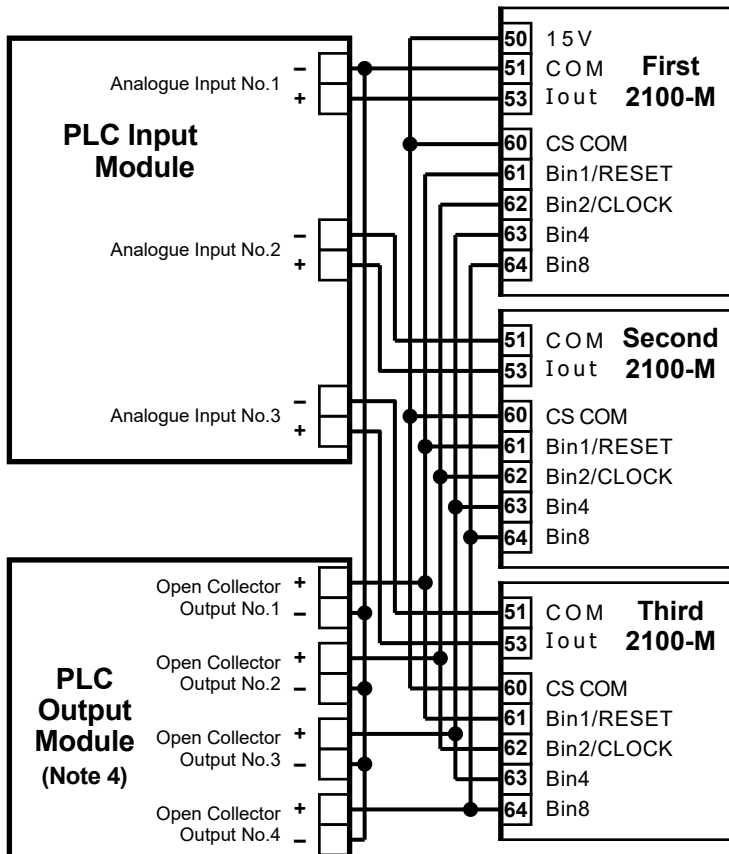 PLC Input
Module
Analogue Input No.1
−
+
Analogue Input No.2
−
+
Analogue Input No.3
−
+
PLC
Output
Module
(Note 4)
Open Collector
Output No.1
+
−
Open Collector
Output No.2
+
−
Open Collector
Output No.3
+
−
Open Collector
Output No.4
+
−
First
2100-M
50 15V
51 COM
53 Iout
60 CS COM
61 Bin1/RESET
62 Bin2/CLOCK
63 Bin4
64 Bin8
Second
2100-M
51 COM
53 Iout
60 CS COM
61 Bin1/RESET
62 Bin2/CLOCK
63 Bin4
64 Bin8
Third
2100-M
51 COM
53 Iout
60 CS COM
61 Bin1/RESET
62 Bin2/CLOCK
63 Bin4
64 Bin8